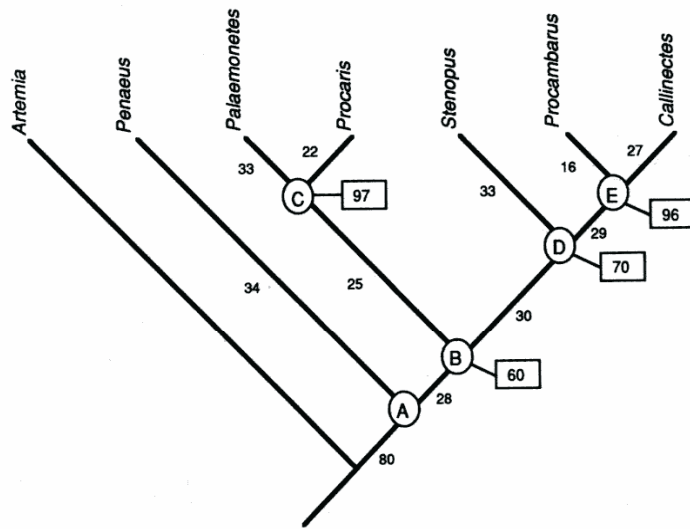 Artemia
Penaeus
Palaemonetes
Procaris
Stenopus
Procambarus
Callinectes
33
22
16
27
C
97
E
96
33
29
D
70
34
25
30
B
60
A
28
80